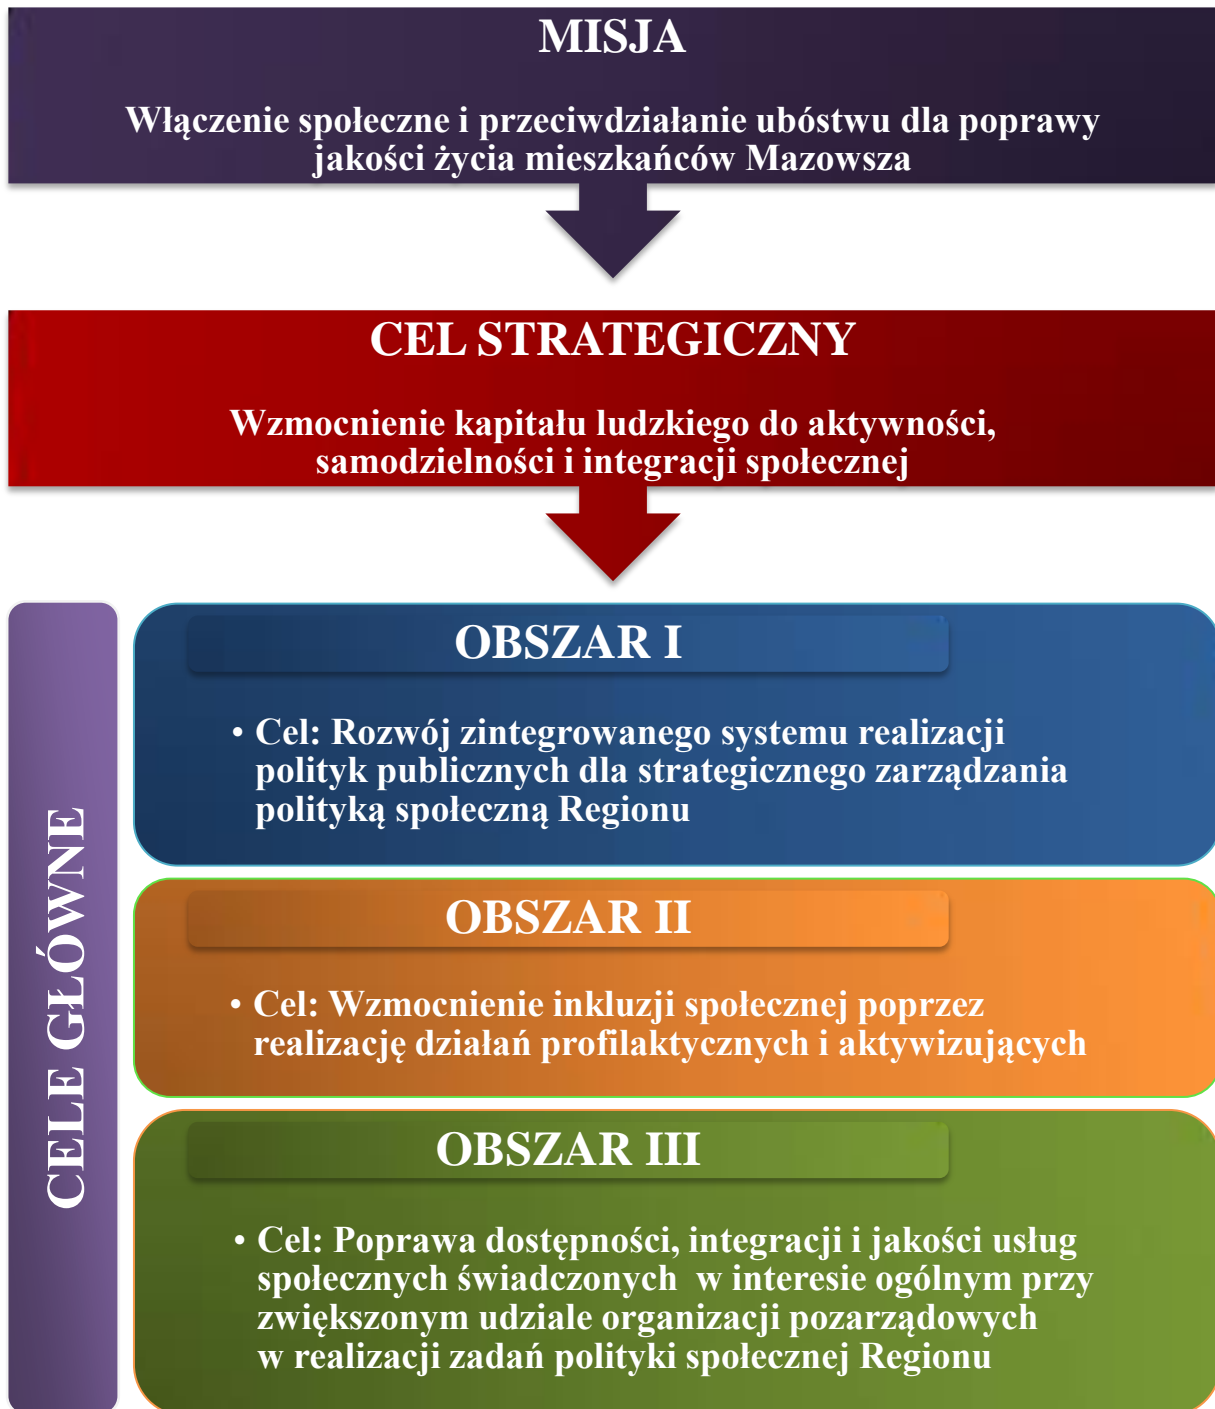 MISJA
Włączenie społeczne i przeciwdziałanie ubóstwu dla poprawy
jakości życia mieszkańców Mazowsza
CEL STRATEGICZNY
Wzmocnienie kapitału ludzkiego do aktywności,
samodzielności i integracji społecznej
CELE GŁÓWNE
OBSZAR I
• Cel: Rozwój zintegrowanego systemu realizacji
polityk publicznych dla strategicznego zarządzania
polityką społeczną Regionu
OBSZAR II
• Cel: Wzmocnienie inkluzji społecznej poprzez
realizację działań profilaktycznych i aktywizujących
OBSZAR III
• Cel: Poprawa dostępności, integracji i jakości usług
społecznych świadczonych w interesie ogólnym przy
zwiększonym udziale organizacji pozarządowych
w realizacji zadań polityki społecznej Regionu